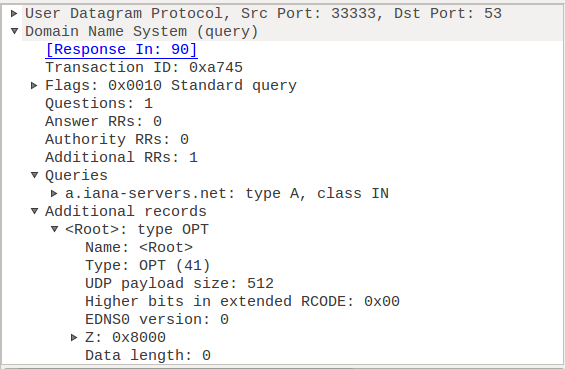 User Datagram Protocol, Src Port: 33333, Dst Port: 53
Domain Name System (query)
[Response In: 90]
Transaction ID: 0xa745
Flags: 0x0010 Standard query
Questions: 1
Answer RRs: 0
Authority RRs: 0
Additional RRs: 1
Queries
a.iana-servers.net: type A, class IN
Additional records
<Root>: type OPT
Name: <Root>
Type: OPT (41)
UDP payload size: 512
Higher bits in extended RCODE: 0x00
EDNS0 version: 0
Z: 0x8000
Data length: 0